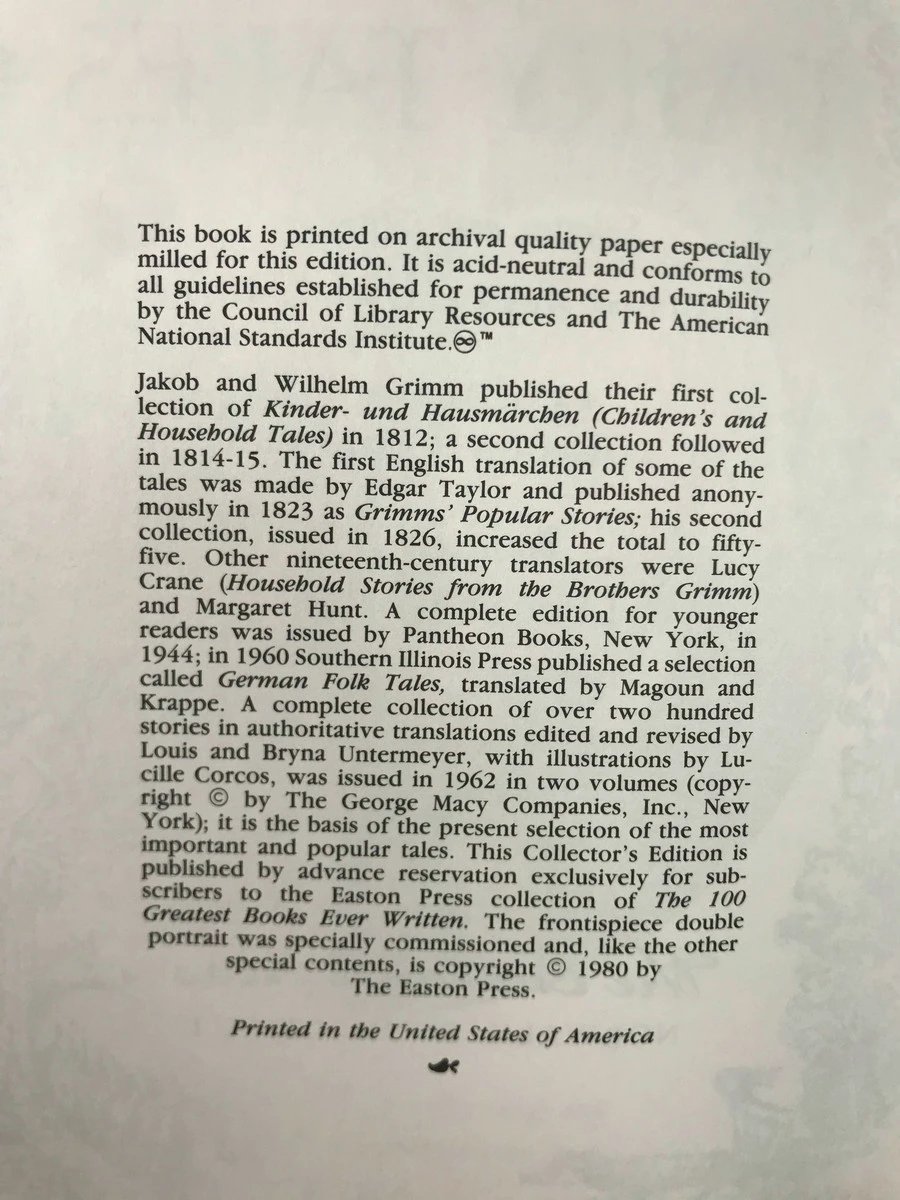 This book is printed on archival quality paper especially
milled for this edition. It is acid-neutral and conforms to
all guidelines established for permanence and durability
by the Council of Library Resources and The American
National Standards Institute.♾™
Jakob and Wilhelm Grimm published their first col-
lection of Kinder- und Hausmärchen (Children's and
Household Tales) in 1812; a second collection followed
in 1814-15. The first English translation of some of the
tales was made by Edgar Taylor and published anony-
mously in 1823 as Grimms' Popular Stories; his second
collection, issued in 1826, increased the total to fifty-
five. Other nineteenth-century translators were Lucy
Crane (Household Stories from the Brothers Grimm)
and Margaret Hunt. A complete edition for younger
readers was issued by Pantheon Books, New York, in
1944; in 1960 Southern Illinois Press published a selection
called German Folk Tales, translated by Magoun and
Krappe. A complete collection of over two hundred
stories in authoritative translations edited and revised by
Louis and Bryna Untermeyer, with illustrations by Lu-
cille Corcos, was issued in 1962 in two volumes (copy-
right © by The George Macy Companies, Inc., New
York); it is the basis of the present selection of the most
important and popular tales. This Collector's Edition is
published by advance reservation exclusively for sub-
scribers to the Easton Press collection of The 100
Greatest Books Ever Written. The frontispiece double
portrait was specially commissioned and, like the other
special contents, is copyright © 1980 by
The Easton Press.
Printed in the United States of America